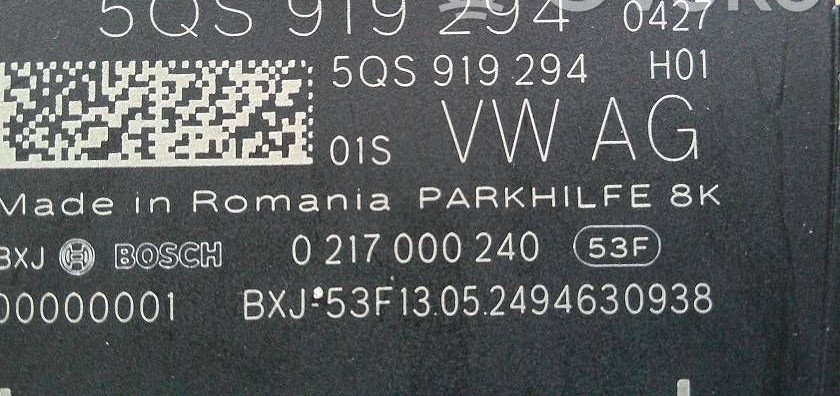 5QS 919 294 0427
5QS 919 294 H01
01S VW AG
Made in Romania PARKHILFE 8K
BXJ BOSCH 0 217 000 240 53F
00000001 BXJ-53F13.05.2494630938